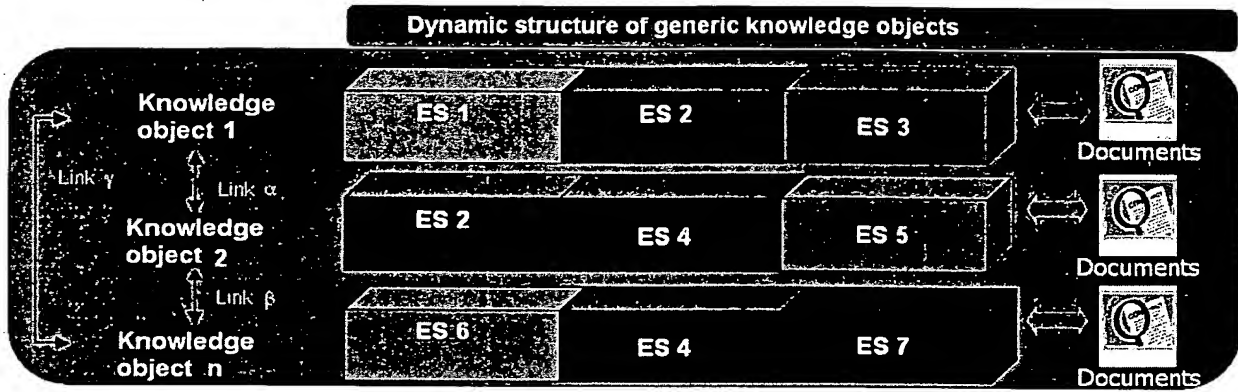 Dynamic structure of generic knowledge objects
Knowledge
object 1
ES 1
ES 2
ES 3
Documents
Link γ
Link α
Knowledge
object 2
ES 2
ES 4
ES 5
Documents
Link β
Knowledge
object n
ES 6
ES 4
ES 7
Documents